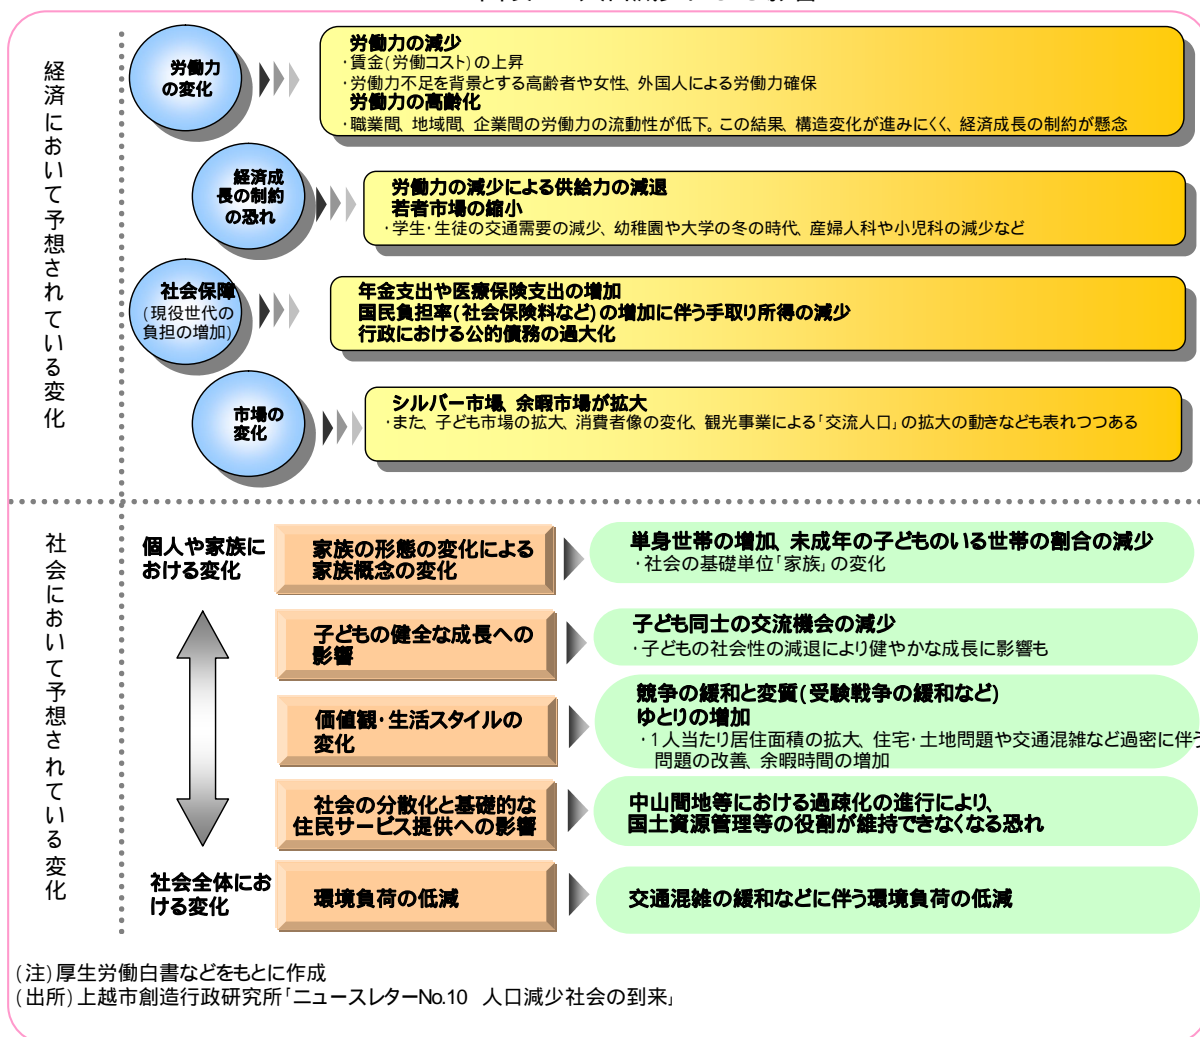 経済において予想されている変化
労働力
の変化
労働力の減少
・賃金(労働コスト)の上昇
・労働力不足を背景とする高齢者や女性、外国人による労働力確保
労働力の高齢化
・職業間、地域間、企業間の労働力の流動性が低下。この結果、構造変化が進みにくく、経済成長の制約が懸念
経済成
長の制約
の恐れ
労働力の減少による供給力の減退
若者市場の縮小
・学生・生徒の交通需要の減少、幼稚園や大学の冬の時代、産婦人科や小児科の減少など
社会保障
(現役世代の
負担の増加)
年金支出や医療保険支出の増加
国民負担率(社会保険料など)の増加に伴う手取り所得の減少
行政における公的債務の過大化
市場の
変化
シルバー市場、余暇市場が拡大
・また、子ども市場の拡大、消費者像の変化、観光事業による「交流人口」の拡大の動きなども表れつつある
社会において予想されている変化
個人や家族に
おける変化
家族の形態の変化による
家族概念の変化
単身世帯の増加、未成年の子どものいる世帯の割合の減少
・社会の基礎単位「家族」の変化
子どもの健全な成長への
影響
子ども同士の交流機会の減少
・子どもの社会性の減退により健やかな成長に影響も
価値観・生活スタイルの
変化
競争の緩和と変質(受験戦争の緩和など)
ゆとりの増加
・1人当たり居住面積の拡大、住宅・土地問題や交通混雑など過密に伴う
問題の改善、余暇時間の増加
社会の分散化と基礎的な
住民サービス提供への影響
中山間地等における過疎化の進行により、
国土資源管理等の役割が維持できなくなる恐れ
社会全体にお
ける変化
環境負荷の低減
交通混雑の緩和などに伴う環境負荷の低減
(注)厚生労働白書などをもとに作成
(出所)上越市創造行政研究所「ニュースレターNo.10 人口減少社会の到来」